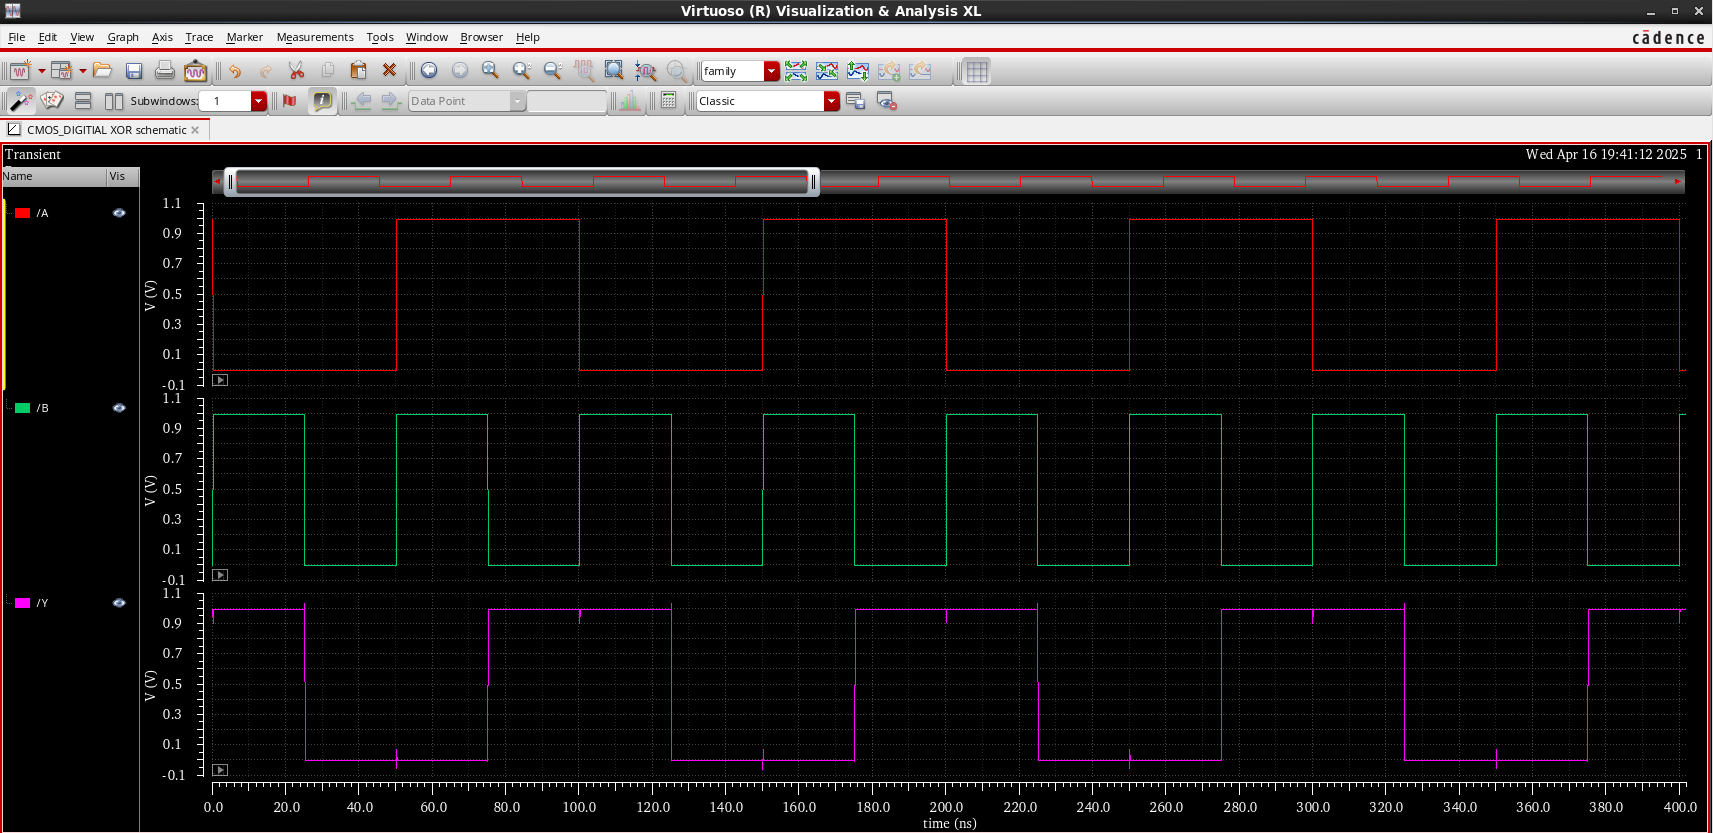 Virtuoso (R) Visualization & Analysis XL
File Edit View Graph Axis Trace Marker Measurements Tools Window Browser Help
cādence
family
Subwindows: 1
Data Point
Classic
CMOS_DIGITIAL XOR schematic
Transient
Wed Apr 16 19:41:12 2025 1
Name Vis
/A
1.1
0.9
0.7
0.5
0.3
0.1
-0.1
V (V)
/B
1.1
0.9
0.7
0.5
0.3
0.1
-0.1
V (V)
/Y
1.1
0.9
0.7
0.5
0.3
0.1
-0.1
V (V)
0.0 20.0 40.0 60.0 80.0 100.0 120.0 140.0 160.0 180.0 200.0 220.0 240.0 260.0 280.0 300.0 320.0 340.0 360.0 380.0 400.0
time (ns)